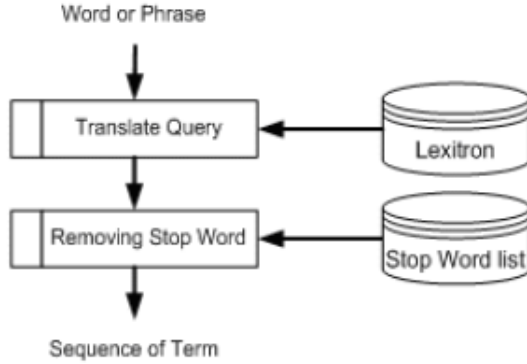 Word or Phrase
Translate Query
Lexitron
Removing Stop Word
Stop Word list
Sequence of Term